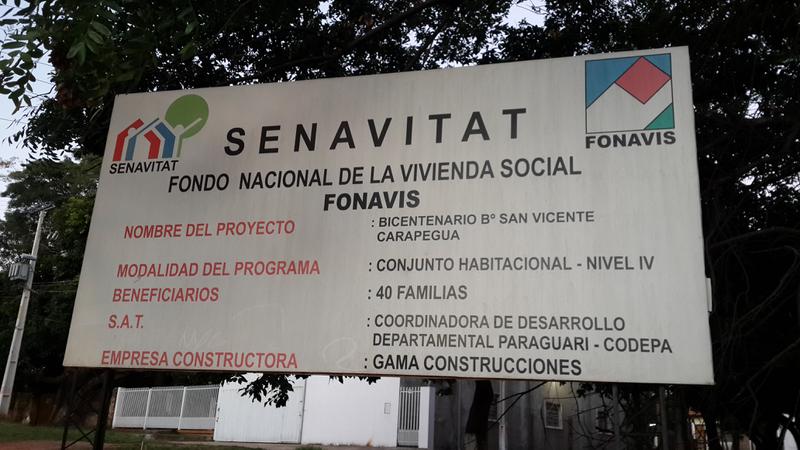 SENAVITAT
SENAVITAT
FONAVIS
FONDO NACIONAL DE LA VIVIENDA SOCIAL
FONAVIS
NOMBRE DEL PROYECTO : BICENTENARIO Bº SAN VICENTE
CARAPEGUA
MODALIDAD DEL PROGRAMA : CONJUNTO HABITACIONAL - NIVEL IV
BENEFICIARIOS : 40 FAMILIAS
S.A.T. : COORDINADORA DE DESARROLLO
DEPARTAMENTAL PARAGUARI - CODEPA
EMPRESA CONSTRUCTORA : GAMA CONSTRUCCIONES